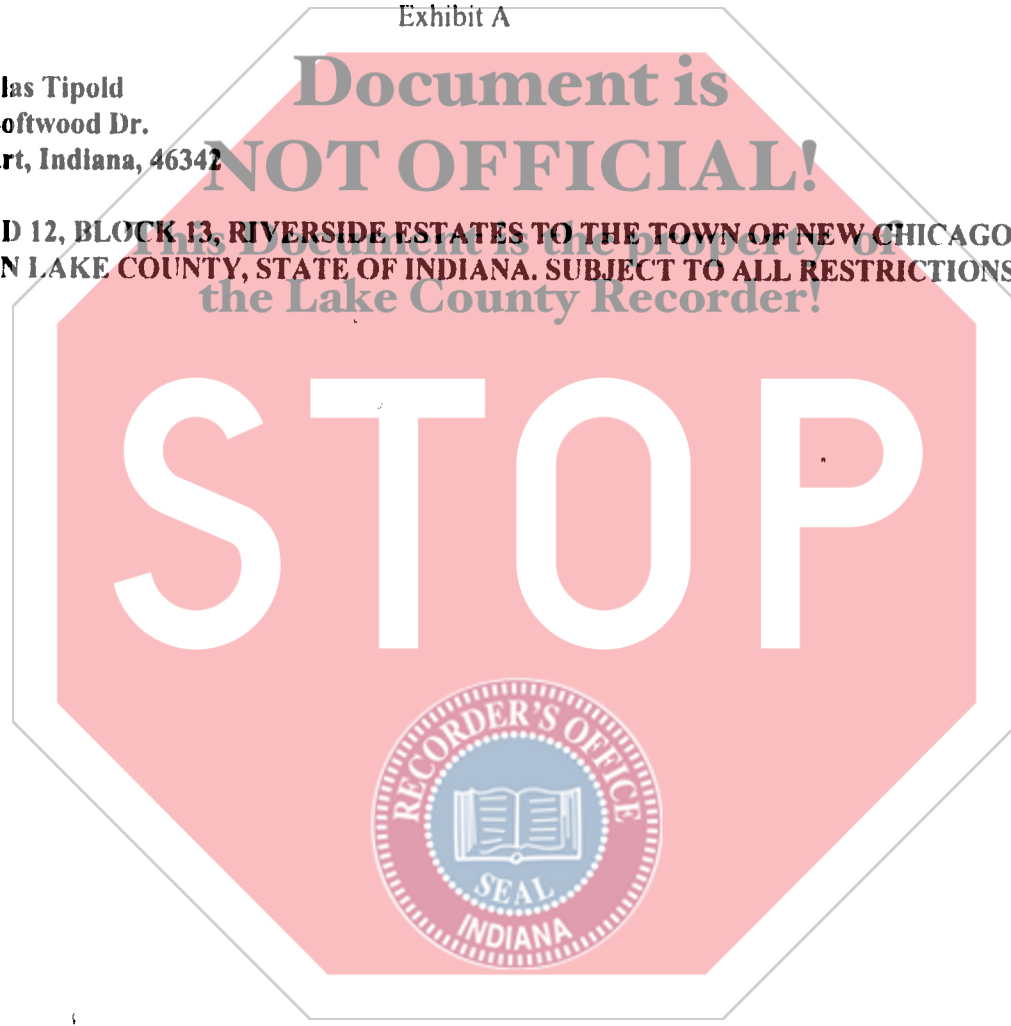 Exhibit A
Document is
las Tipold
oftwood Dr.
rt, Indiana, 46342
NOT OFFICIAL!
D 12, BLOCK 13, RIVERSIDE ESTATES TO THE TOWN OF NEW CHICAGO
This Document is the property of
N LAKE COUNTY, STATE OF INDIANA. SUBJECT TO ALL RESTRICTIONS
the Lake County Recorder!
STOP
RECORDER'S OFFICE
SEAL
INDIANA